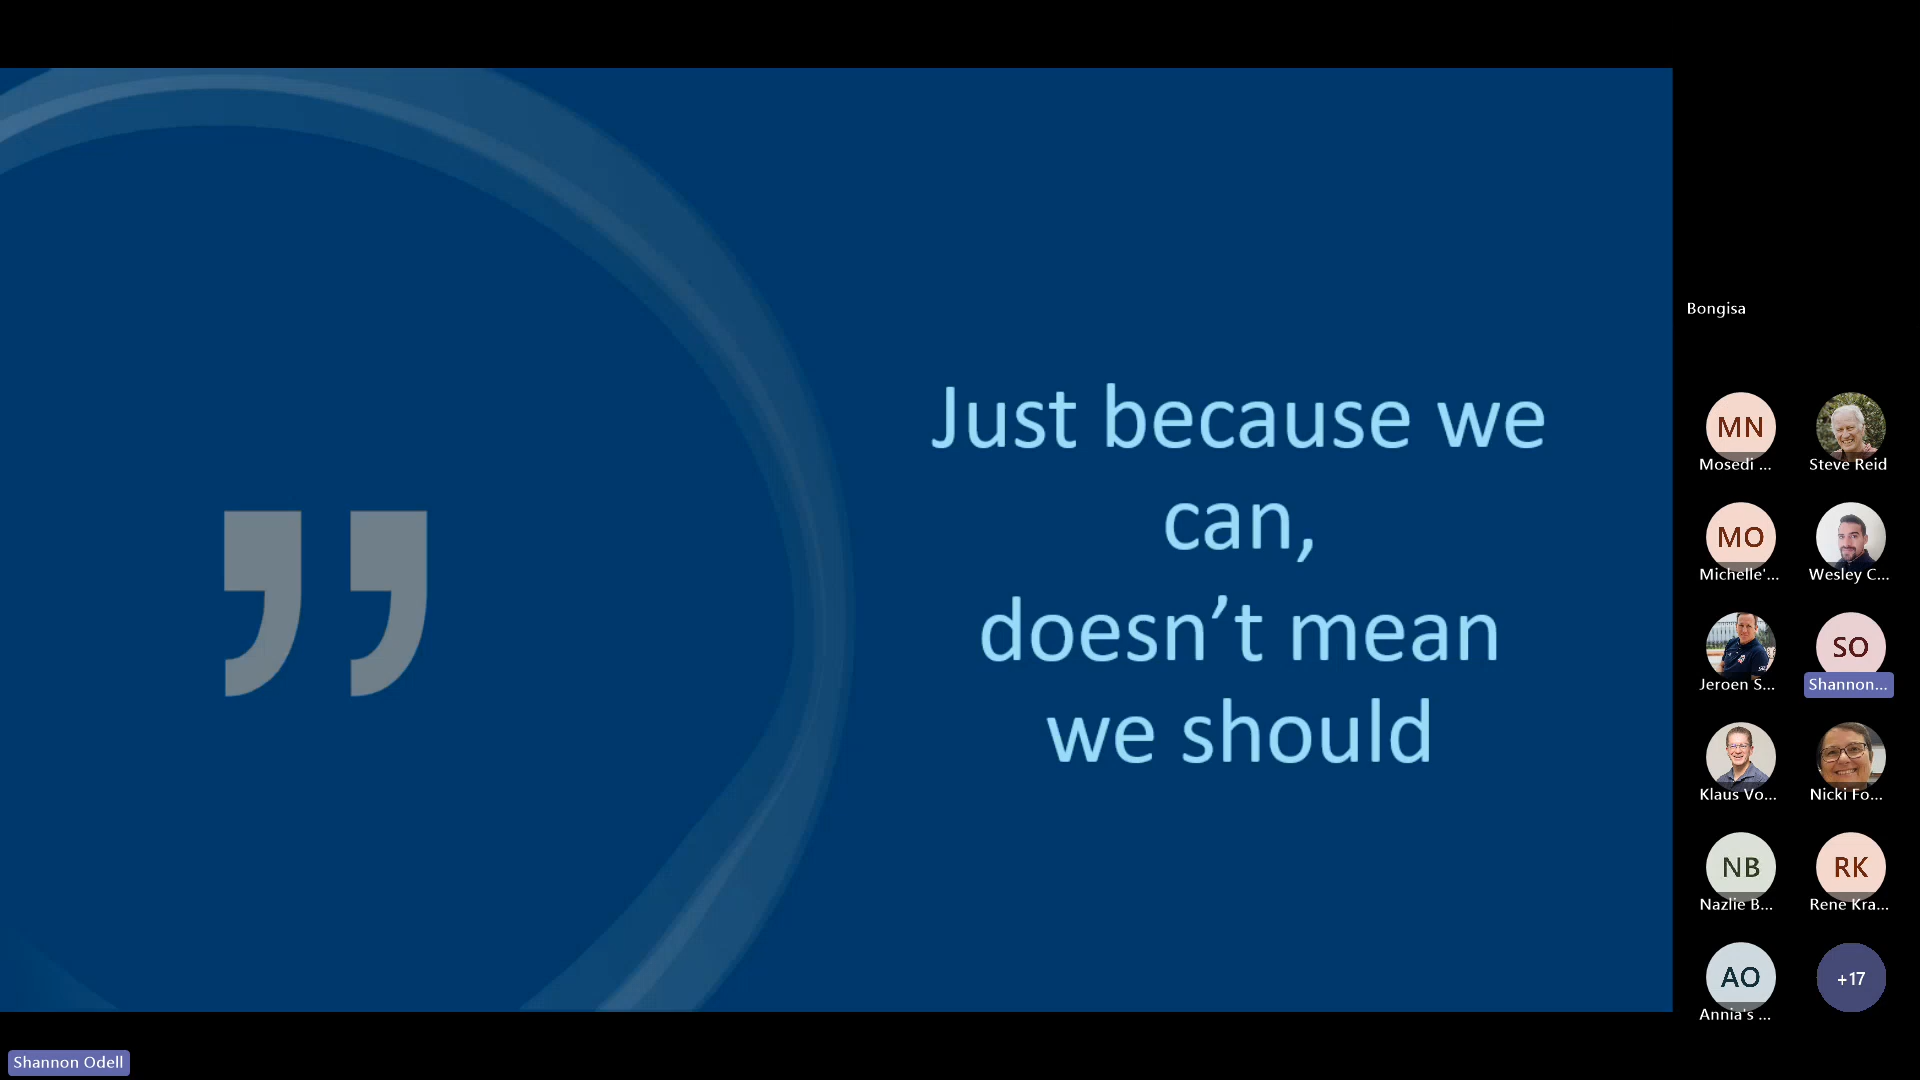 Just because we
can,
doesn’t mean
we should
”
Bongisa
MN
Mosedi ...
Steve Reid
MO
Michelle'...
Wesley C...
Jeroen S...
SO
Shannon...
Klaus Vo...
Nicki Fo...
NB
Nazlie B...
RK
Rene Kra...
AO
Annia's ...
+17
Shannon Odell